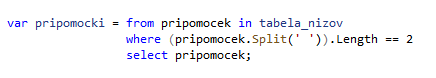 var pripomocki = from pripomocek in tabela_nizov
where (pripomocek.Split(' ')).Length == 2
select pripomocek;